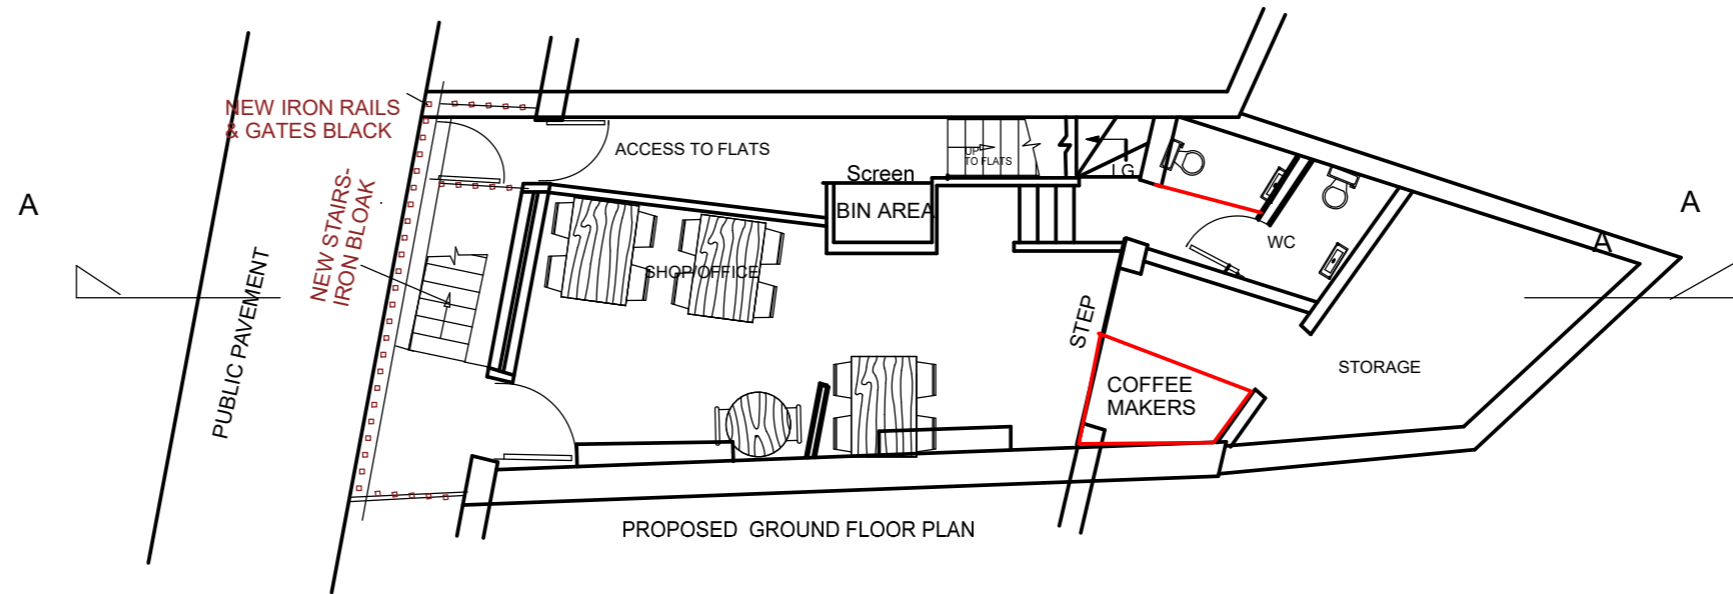 NEW IRON RAILS
& GATES BLACK
ACCESS TO FLATS
UP
TO FLATS
LG
Screen
BIN AREA
A
A
A
NEW STAIRS-
IRON BLOAK
WC
SHOP/OFFICE
PUBLIC PAVEMENT
STEP
COFFEE
MAKERS
STORAGE
PROPOSED GROUND FLOOR PLAN